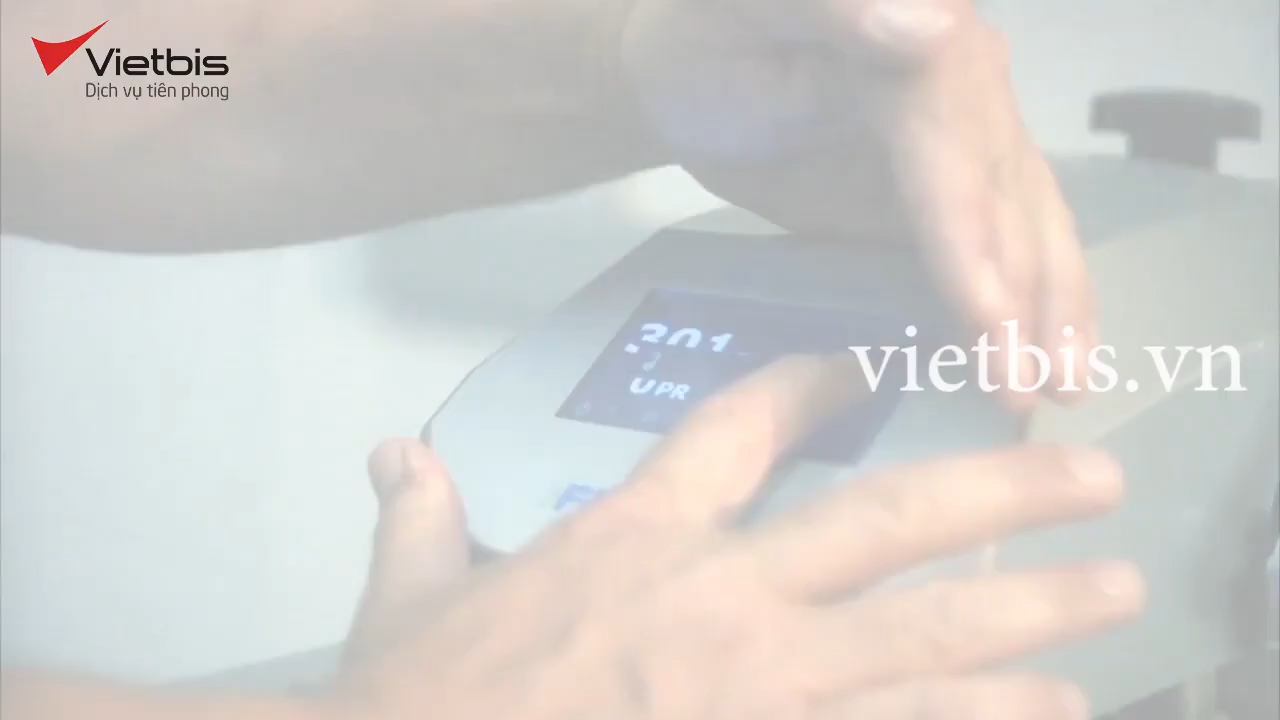 Vietbis
Dịch vụ tiên phong
301
UPR
vietbis.vn